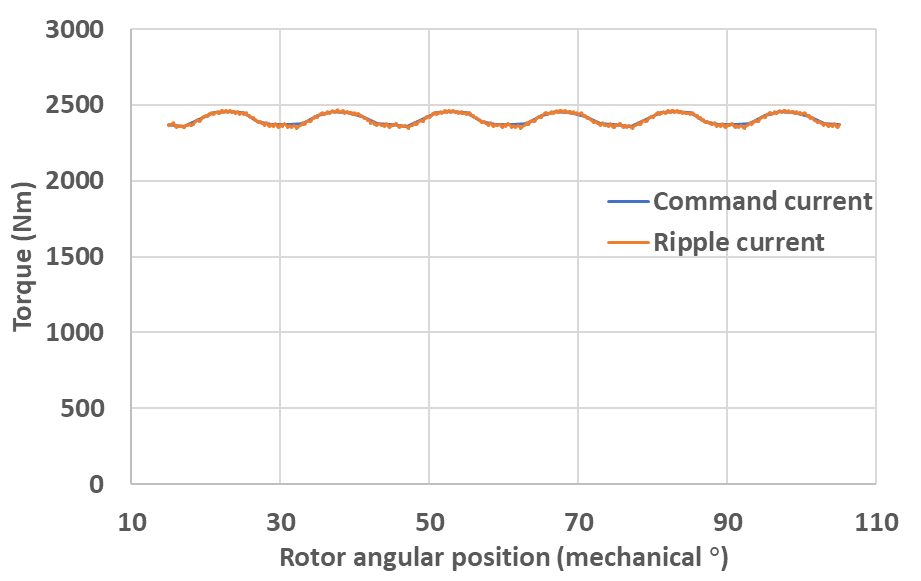 3000
2500
2000
1500
1000
500
0
Torque (Nm)
Command current
Ripple current
10 30 50 70 90 110
Rotor angular position (mechanical °)